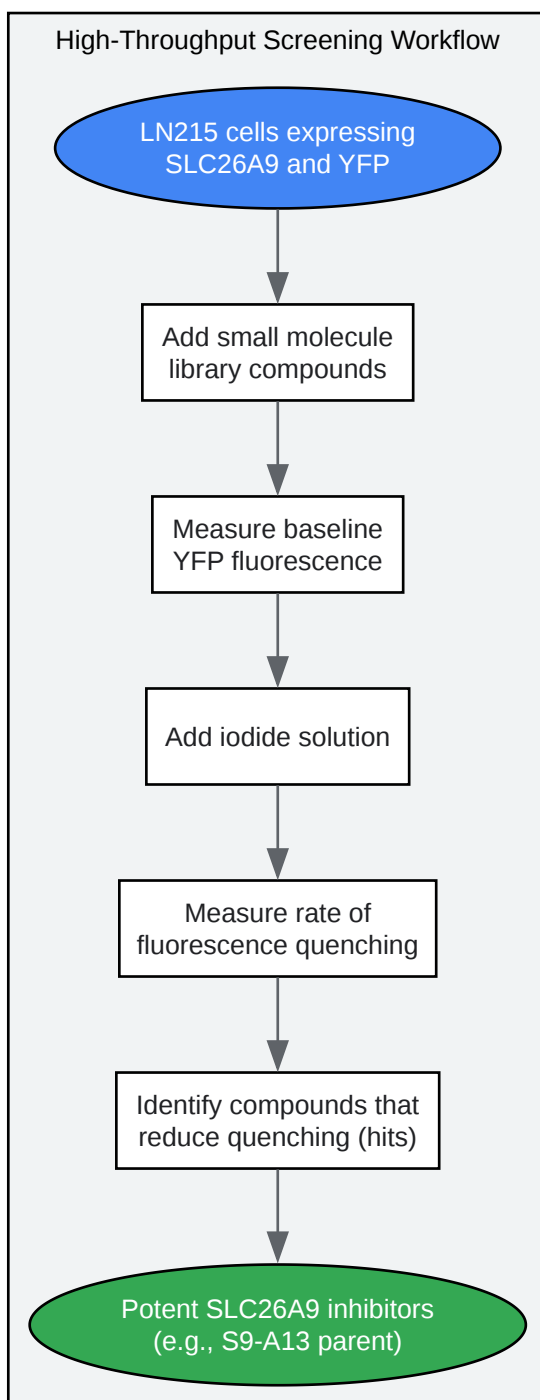 High-Throughput Screening Workflow
LN215 cells expressing
SLC26A9 and YFP
Add small molecule
library compounds
Measure baseline
YFP fluorescence
Add iodide solution
Measure rate of
fluorescence quenching
Identify compounds that
reduce quenching (hits)
Potent SLC26A9 inhibitors
(e.g., S9-A13 parent)